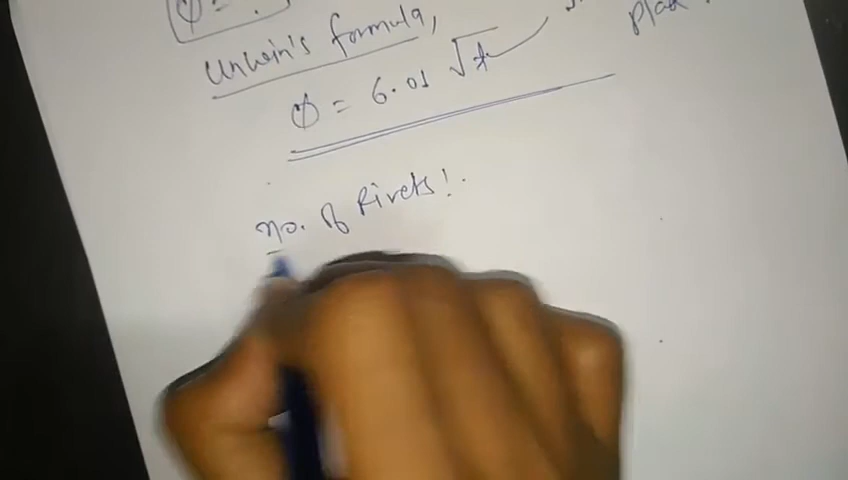 φ = ?
Unwin's formula,
φ = 6.01 √t
no. of Rivets :-